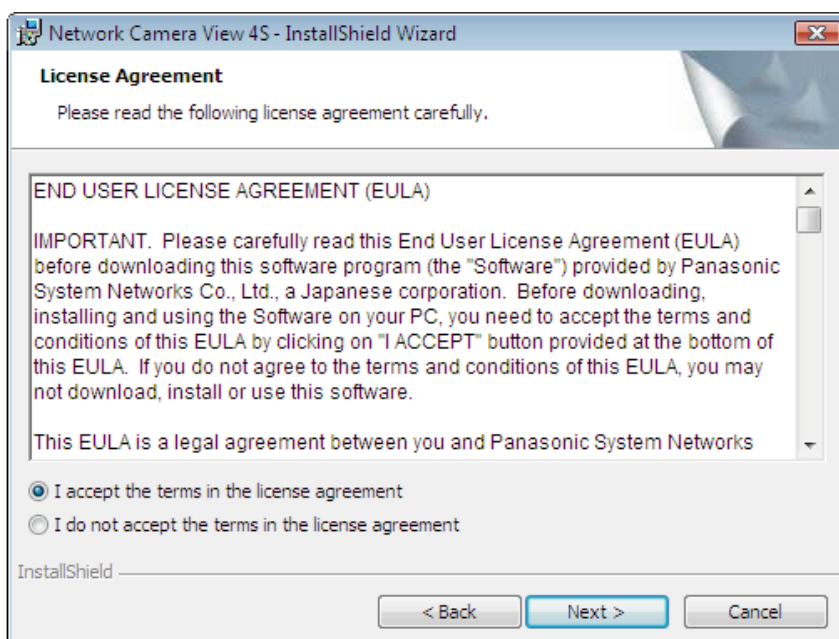 Network Camera View 4S - InstallShield Wizard
License Agreement
Please read the following license agreement carefully.
END USER LICENSE AGREEMENT (EULA)
IMPORTANT.  Please carefully read this End User License Agreement (EULA)
before downloading this software program (the "Software") provided by Panasonic
System Networks Co., Ltd., a Japanese corporation.  Before downloading,
installing and using the Software on your PC, you need to accept the terms and
conditions of this EULA by clicking on "I ACCEPT" button provided at the bottom of
this EULA.  If you do not agree to the terms and conditions of this EULA, you may
not download, install or use this software.
This EULA is a legal agreement between you and Panasonic System Networks
I accept the terms in the license agreement
I do not accept the terms in the license agreement
InstallShield
< Back
Next >
Cancel